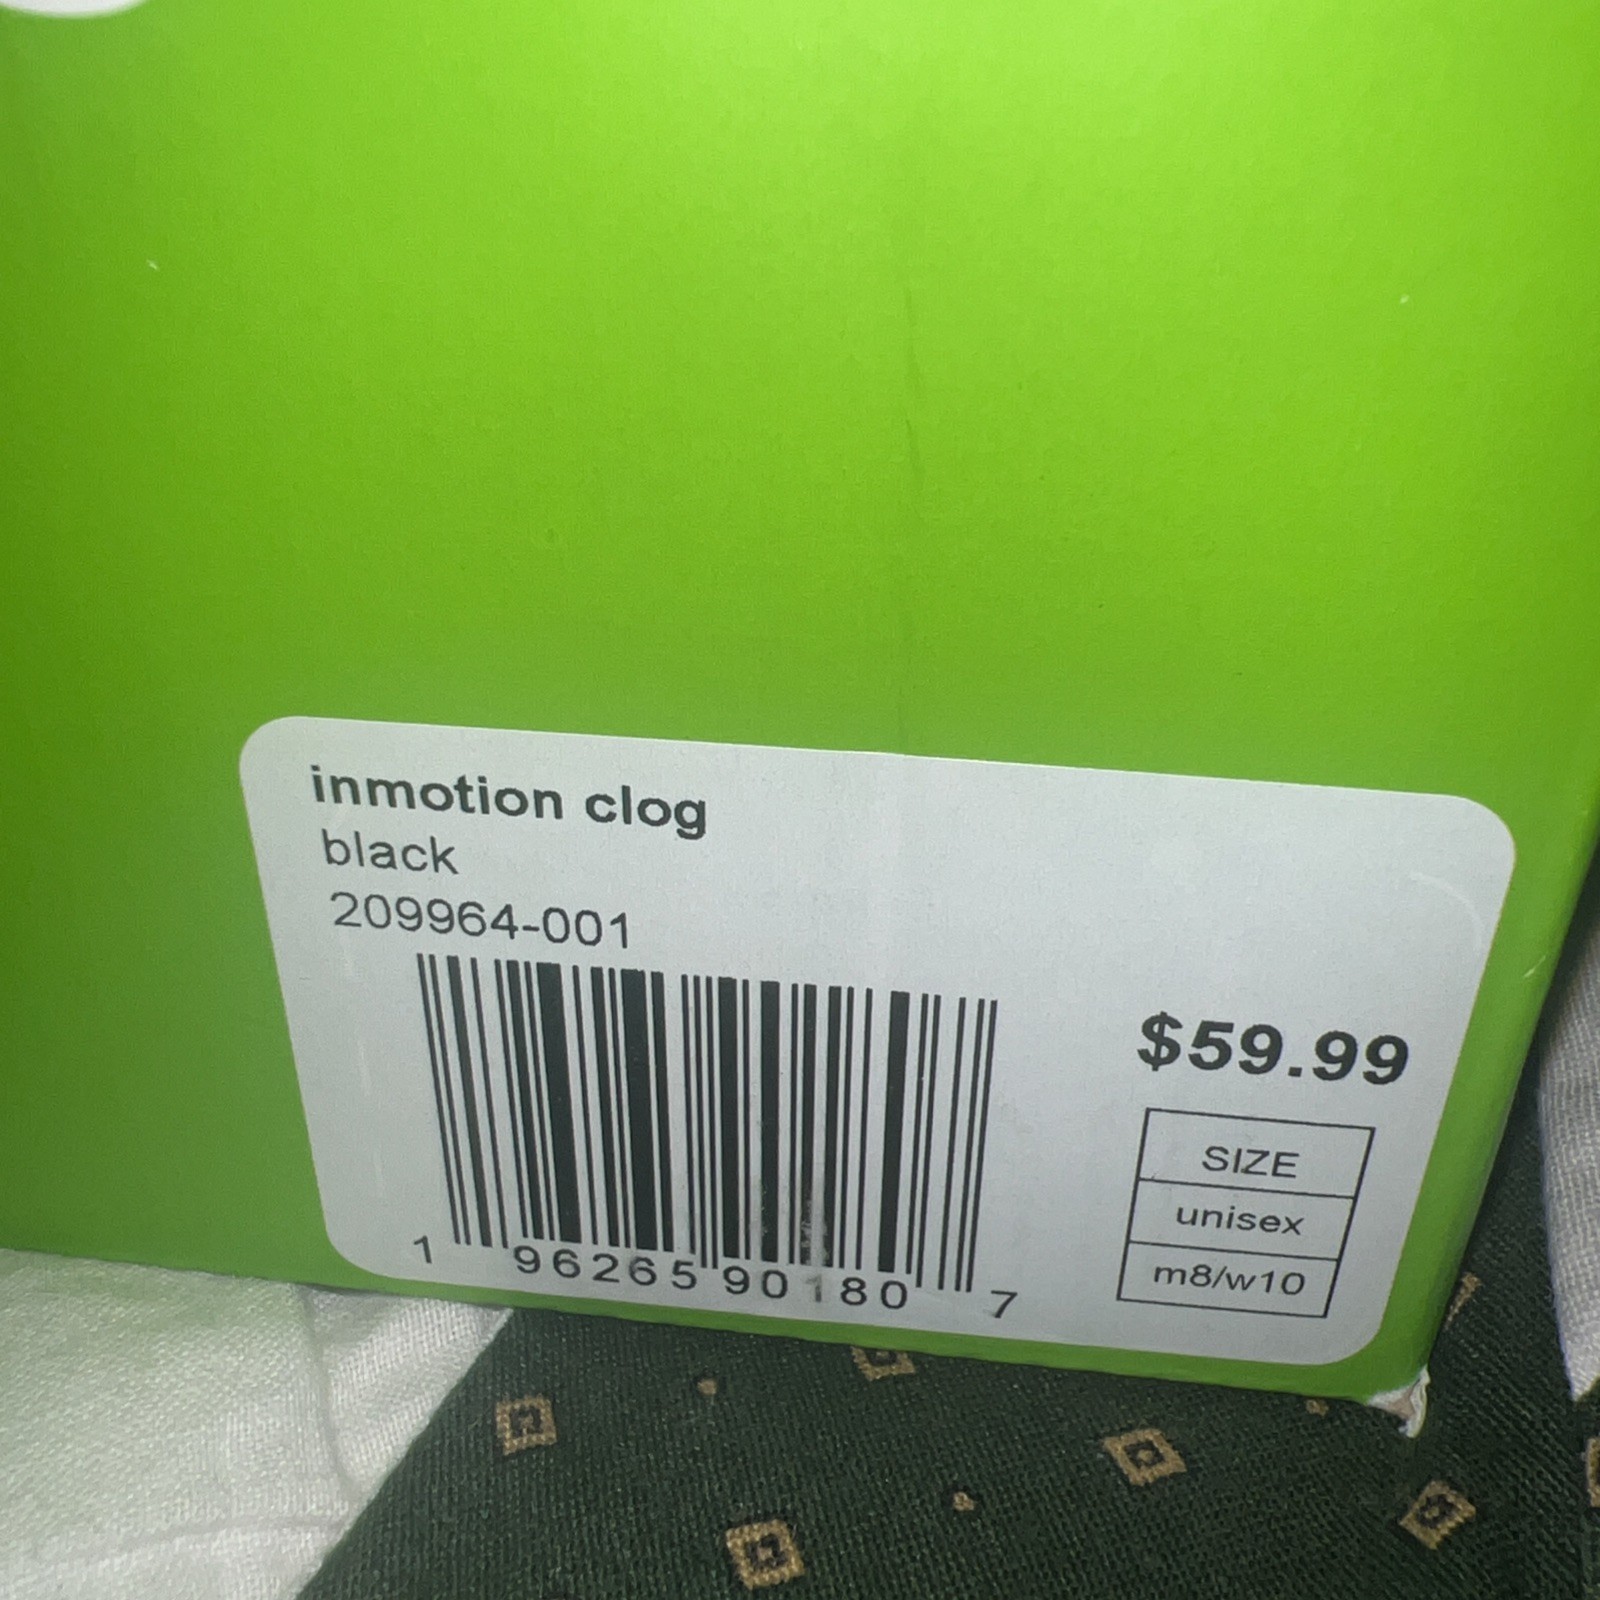 inmotion clog
black
209964-001
$59.99
SIZE
unisex
m8/w10
1 96265 90180 7